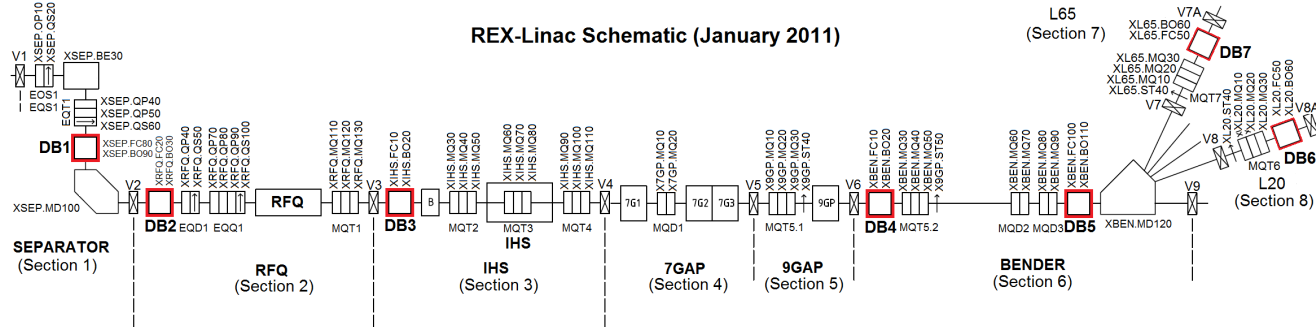 REX-Linac Schematic (January 2011)
V1
XSEP.QP10
XSEP.QS20
XSEP.BE30
EOS1
EQS1
EQT1
XSEP.QP40
XSEP.QP50
XSEP.QS60
DB1
XSEP.FC80
XSEP.BO90
XSEP.MD100
SEPARATOR
(Section 1)
V2
XRFQ.FC20
XRFQ.BO30
DB2
XRFQ.QP40
XRFQ.QS50
EQD1
XRFQ.QP70
XRFQ.QP80
XRFQ.QP90
XRFQ.QS100
EQQ1
RFQ
XRFQ.MQ110
XRFQ.MQ120
XRFQ.MQ130
MQT1
RFQ
(Section 2)
V3
XIHS.FC10
XIHS.BO20
DB3
B
XIHS.MQ30
XIHS.MQ40
XIHS.MQ50
MQT2
XIHS.MQ60
XIHS.MQ70
XIHS.MQ80
MQT3
IHS
XIHS.MQ90
XIHS.MQ100
XIHS.MQ110
MQT4
IHS
(Section 3)
V4
7G1
X7GP.MQ10
X7GP.MQ20
MQD1
7G2
7G3
7GAP
(Section 4)
V5
X9GP.MQ10
X9GP.MQ20
X9GP.MQ30
X9GP.ST40
MQT5.1
9GP
9GAP
(Section 5)
V6
XBEN.FC10
XBEN.BO20
DB4
XBEN.MQ30
XBEN.MQ40
XBEN.MQ50
X9GP.ST50
MQT5.2
XBEN.MQ60
XBEN.MQ70
MQD2
XBEN.MQ80
XBEN.MQ90
MQD3
XBEN.FC100
XBEN.BO110
DB5
XBEN.MD120
BENDER
(Section 6)
L65
(Section 7)
V7A
XL65.BO60
XL65.FC50
DB7
XL65.MQ30
XL65.MQ20
XL65.MQ10
XL65.ST40
MQT7
V7
V8
XL20.ST40
XL20.MQ10
XL20.MQ20
XL20.MQ30
XL20.FC50
XL20.BO60
V8A
MQT6
DB6
L20
(Section 8)
V9